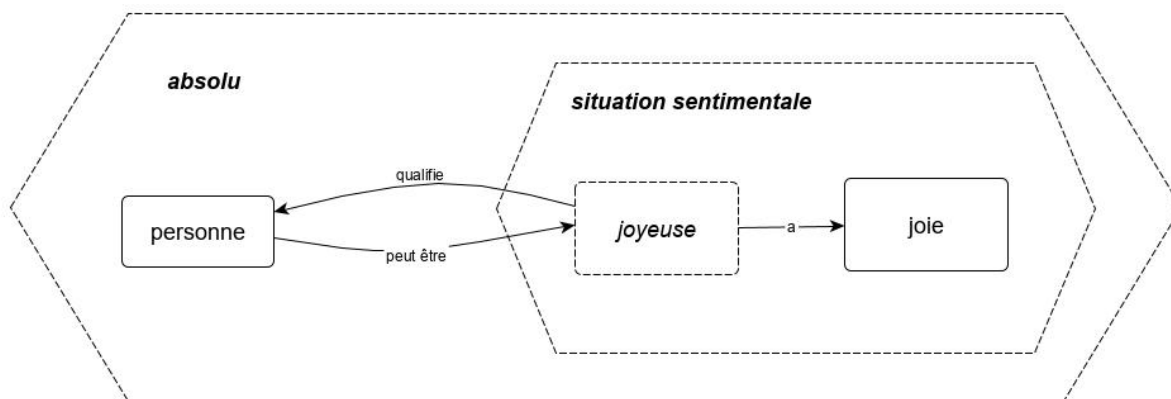 absolu
situation sentimentale
qualifie
personne
peut être
joyeuse
a
joie